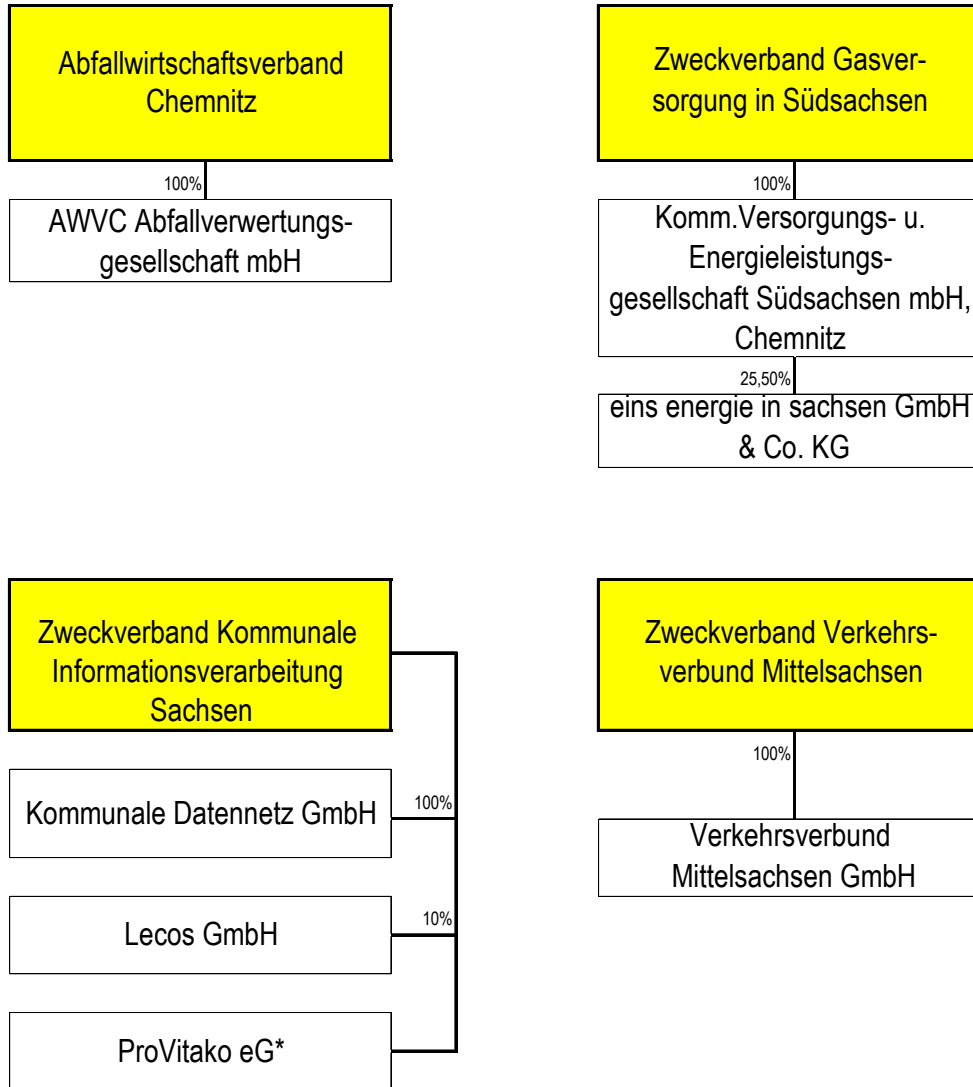 Abfallwirtschaftsverband
Chemnitz
100%
AWVC Abfallverwertungs-
gesellschaft mbH
Zweckverband Gasver-
sorgung in Südsachsen
100%
Komm.Versorgungs- u.
Energieleistungs-
gesellschaft Südsachsen mbH,
Chemnitz
25,50%
eins energie in sachsen GmbH
& Co. KG
Zweckverband Kommunale
Informationsverarbeitung
Sachsen
Kommunale Datennetz GmbH
100%
Lecos GmbH
10%
ProVitako eG*
Zweckverband Verkehrs-
verbund Mittelsachsen
100%
Verkehrsverbund
Mittelsachsen GmbH